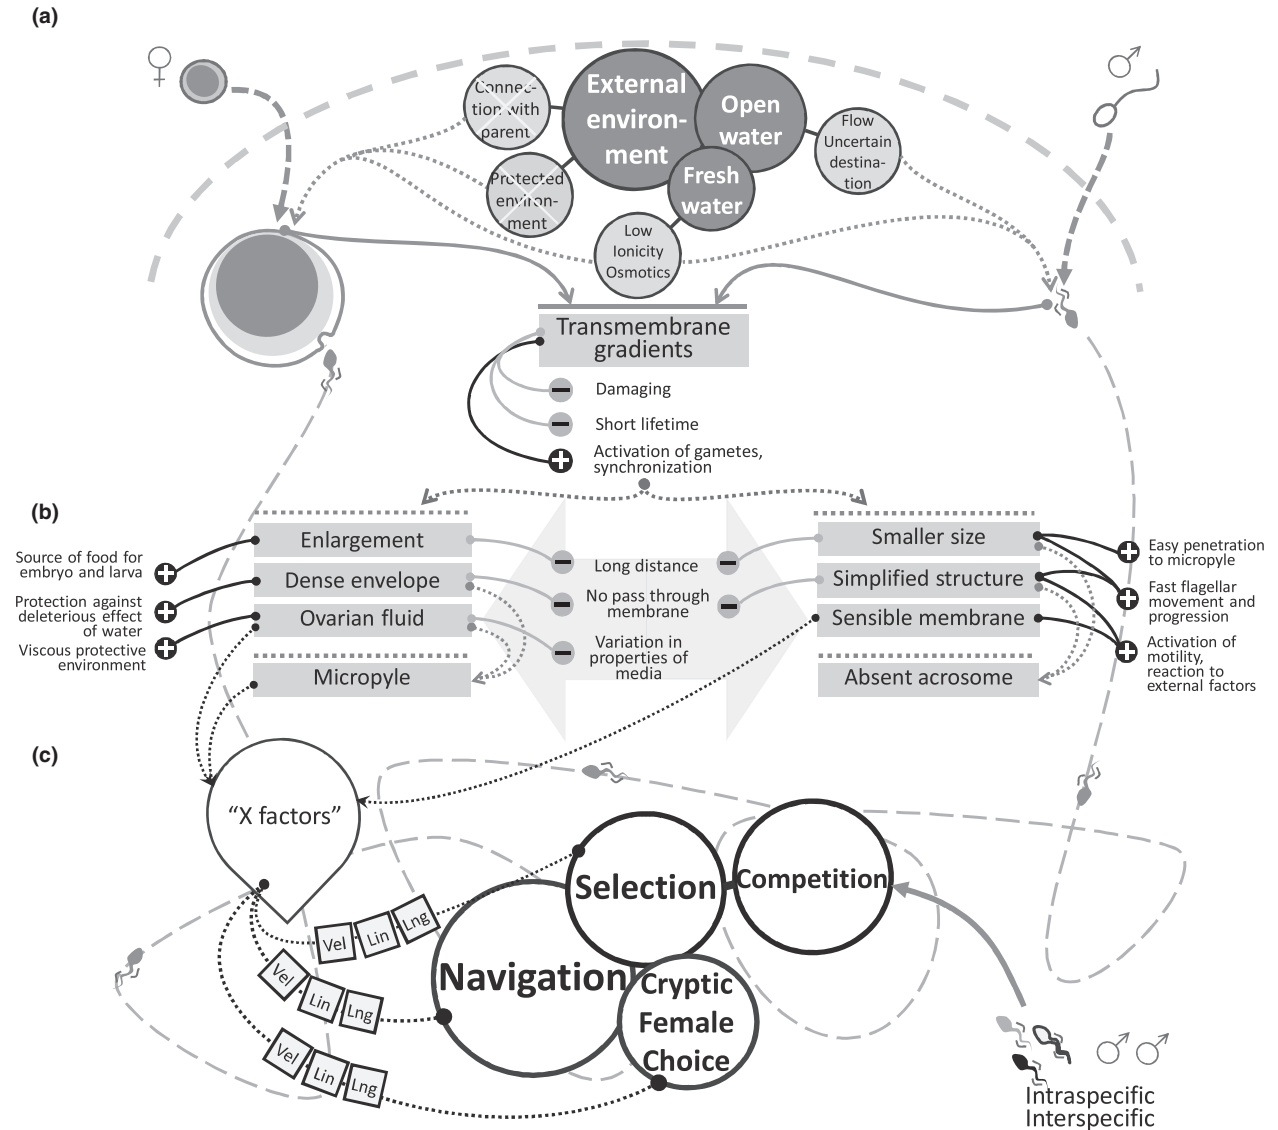 (a)
♀
♂
Connec-
tion with
parent
External
environ-
ment
Open
water
Flow
Uncertain
destina-
tion
Protected
environ-
ment
Fresh
water
Low
Ionicity
Osmotics
Transmembrane
gradients
Damaging
Short lifetime
Activation of gametes,
synchronization
(b)
Source of food for
embryo and larva
Protection against
deleterious effect
of water
Viscous protective
environment
Enlargement
Dense envelope
Ovarian fluid
Micropyle
Long distance
No pass through
membrane
Variation in
properties of
media
Smaller size
Simplified structure
Sensible membrane
Absent acrosome
Easy penetration
to micropyle
Fast flagellar
movement and
progression
Activation of
motility,
reaction to
external factors
(c)
“X factors”
Vel Lin Lng
Vel Lin Lng
Vel Lin Lng
Selection
Competition
Navigation
Cryptic
Female
Choice
♂♂
Intraspecific
Interspecific